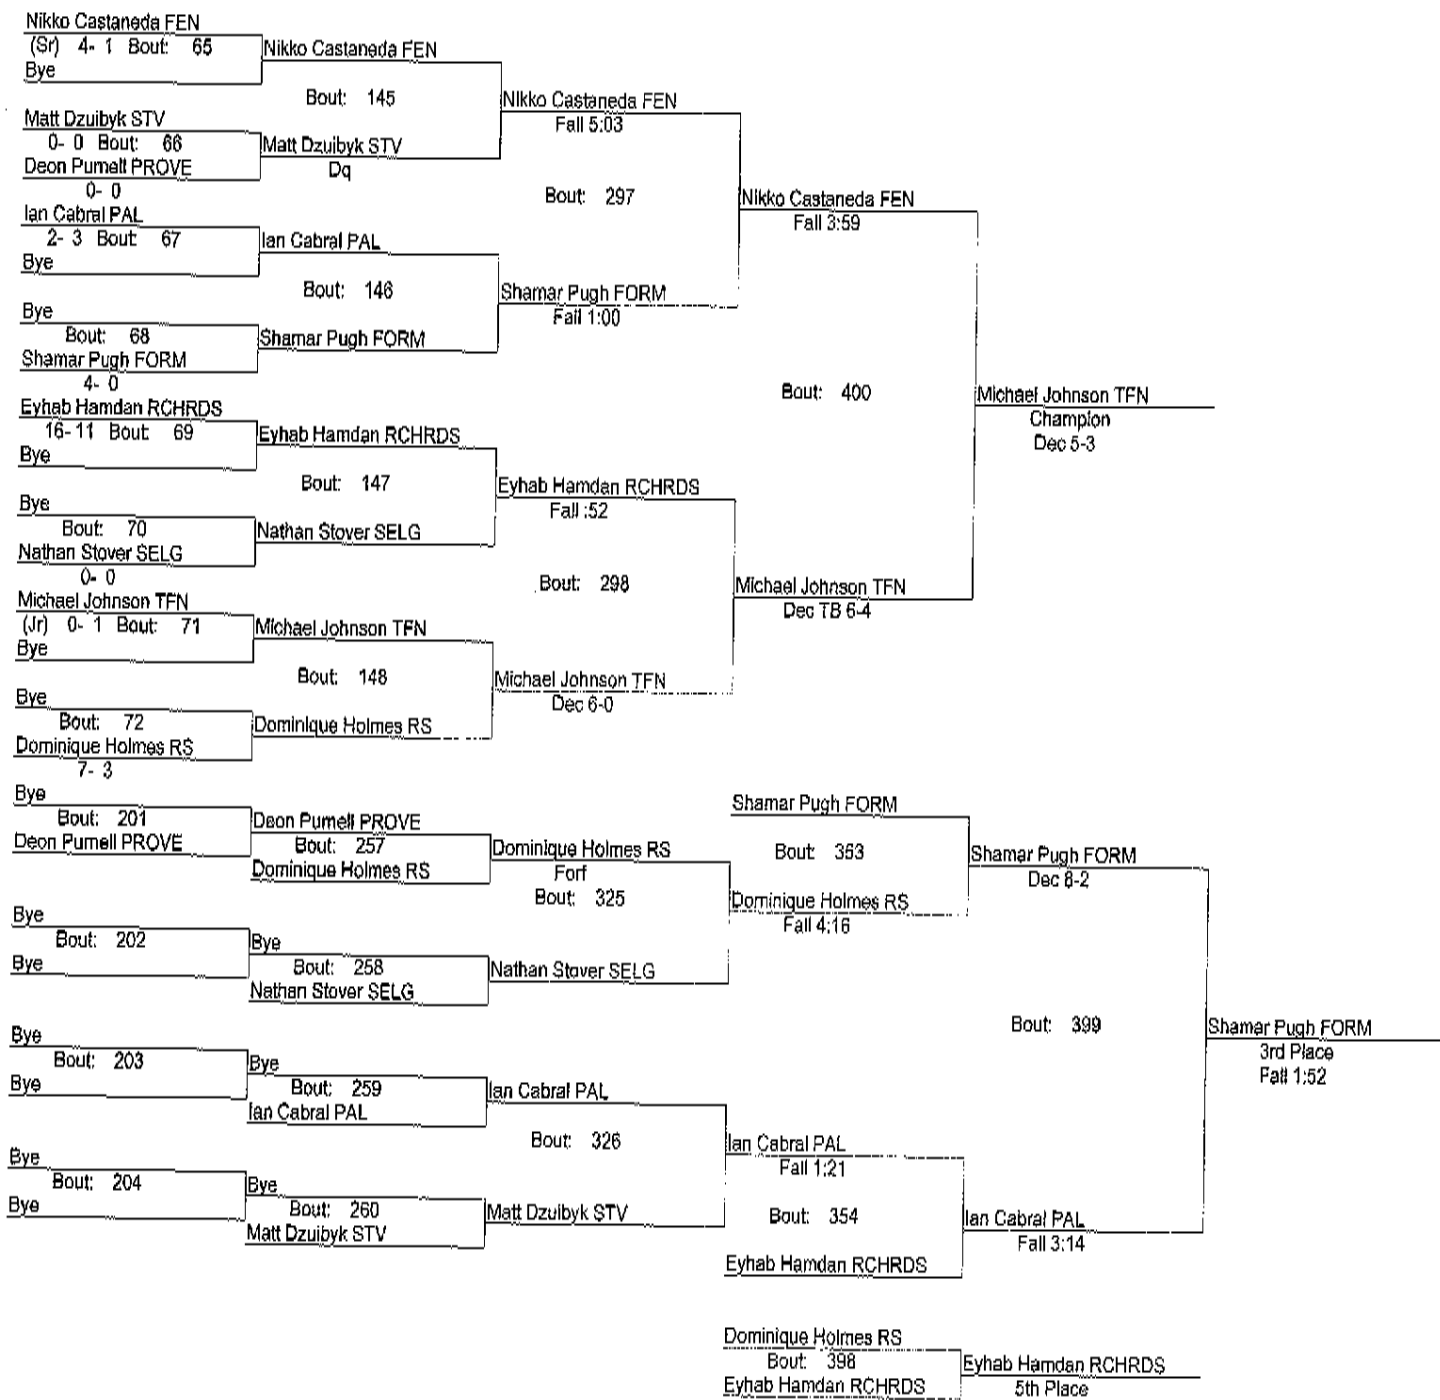 Nikko Castaneda FEN
(Sr) 4- 1 Bout: 65
Bye
Nikko Castaneda FEN
Bout: 145
Matt Dzuibyk STV
0- 0 Bout: 66
Deon Purnell PROVE
0- 0
Matt Dzuibyk STV
Dq
Nikko Castaneda FEN
Fall 5:03
Bout: 297
Ian Cabral PAL
2- 3 Bout: 67
Bye
Ian Cabral PAL
Bout: 146
Bye
Bout: 68
Shamar Pugh FORM
4- 0
Shamar Pugh FORM
Shamar Pugh FORM
Fall 1:00
Nikko Castaneda FEN
Fall 3:59
Bout: 400
Eyhab Hamdan RCHRDS
16- 11 Bout: 69
Bye
Eyhab Hamdan RCHRDS
Bout: 147
Bye
Bout: 70
Nathan Stover SELG
0- 0
Nathan Stover SELG
Eyhab Hamdan RCHRDS
Fall :52
Bout: 298
Michael Johnson TFN
(Jr) 0- 1 Bout: 71
Bye
Michael Johnson TFN
Bout: 148
Bye
Bout: 72
Dominique Holmes RS
7- 3
Dominique Holmes RS
Michael Johnson TFN
Dec 6-0
Michael Johnson TFN
Dec TB 6-4
Michael Johnson TFN
Champion
Dec 5-3
Bye
Bout: 201
Deon Purnell PROVE
Deon Purnell PROVE
Bout: 257
Dominique Holmes RS
Dominique Holmes RS
Forf
Bout: 325
Bye
Bout: 202
Bye
Bye
Bout: 258
Nathan Stover SELG
Nathan Stover SELG
Shamar Pugh FORM
Bout: 353
Dominique Holmes RS
Fall 4:16
Shamar Pugh FORM
Dec 8-2
Bout: 399
Bye
Bout: 203
Bye
Bye
Bout: 259
Ian Cabral PAL
Ian Cabral PAL
Bout: 326
Bye
Bout: 204
Bye
Bye
Bout: 260
Matt Dzuibyk STV
Matt Dzuibyk STV
Ian Cabral PAL
Fall 1:21
Bout: 354
Eyhab Hamdan RCHRDS
Ian Cabral PAL
Fall 3:14
Shamar Pugh FORM
3rd Place
Fall 1:52
Dominique Holmes RS
Bout: 398
Eyhab Hamdan RCHRDS
Eyhab Hamdan RCHRDS
5th Place